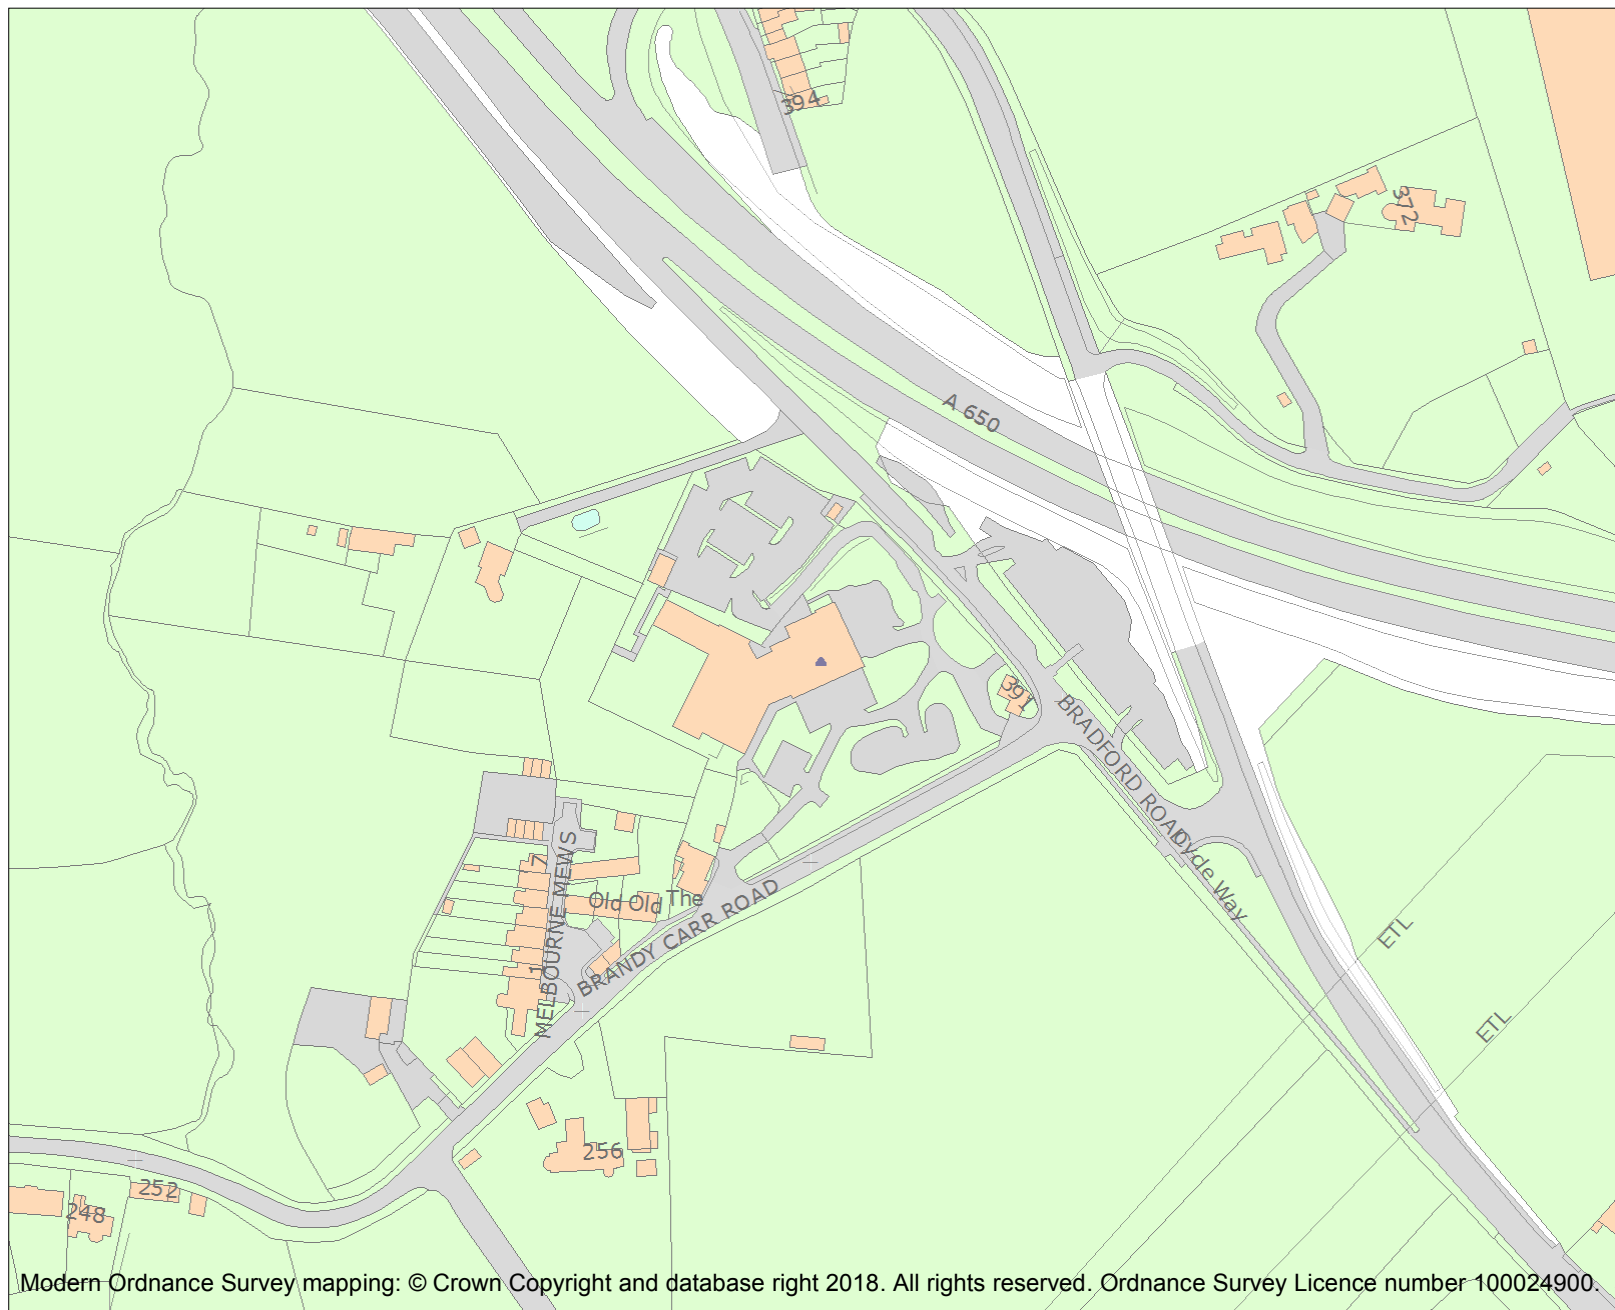 394
372
A 650
391
BRADFORD ROAD
Cycle Way
7
MELBOURNE MEWS
Old Old The
BRANDY CARR ROAD
1
ETL
ETL
256
252
248
Modern Ordnance Survey mapping: © Crown Copyright and database right 2018. All rights reserved. Ordnance Survey Licence number 100024900.